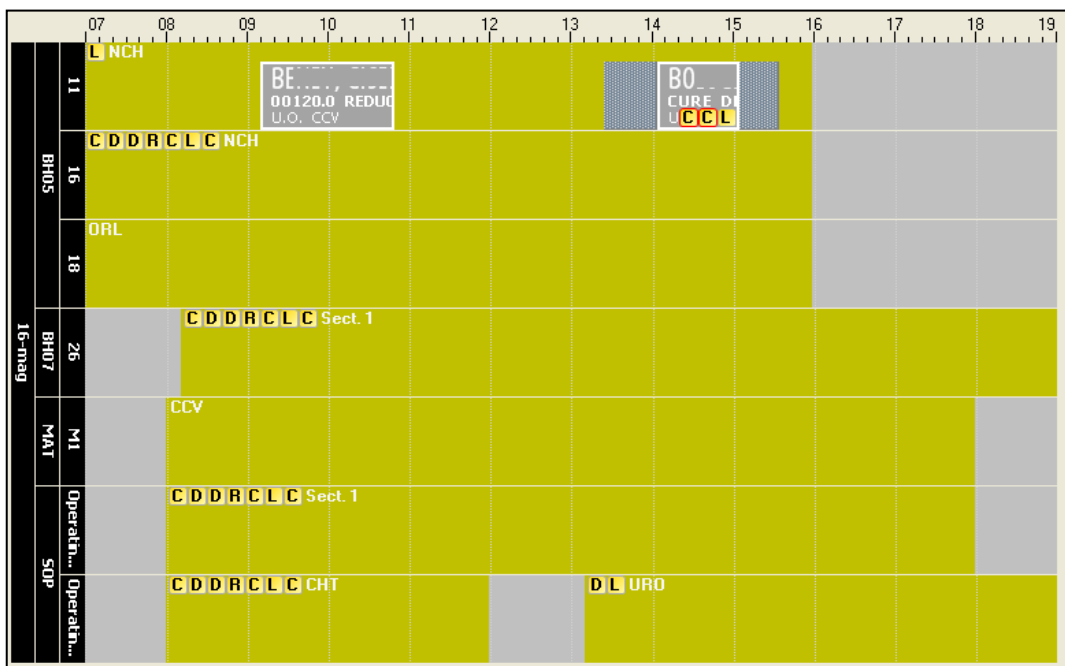 07 08 09 10 11 12 13 14 15 16 17 18 19
16-mag
BH05
11
L NCH
00120.0 REDUC
U.O. CCV
CURE DI
U C C L
16
C D D R C L C NCH
18
ORL
BH07
26
C D D R C L C Sect. 1
MAT
M1
CCV
SOP
Operatin...
C D D R C L C Sect. 1
Operatin...
C D D R C L C CHT
D L URO